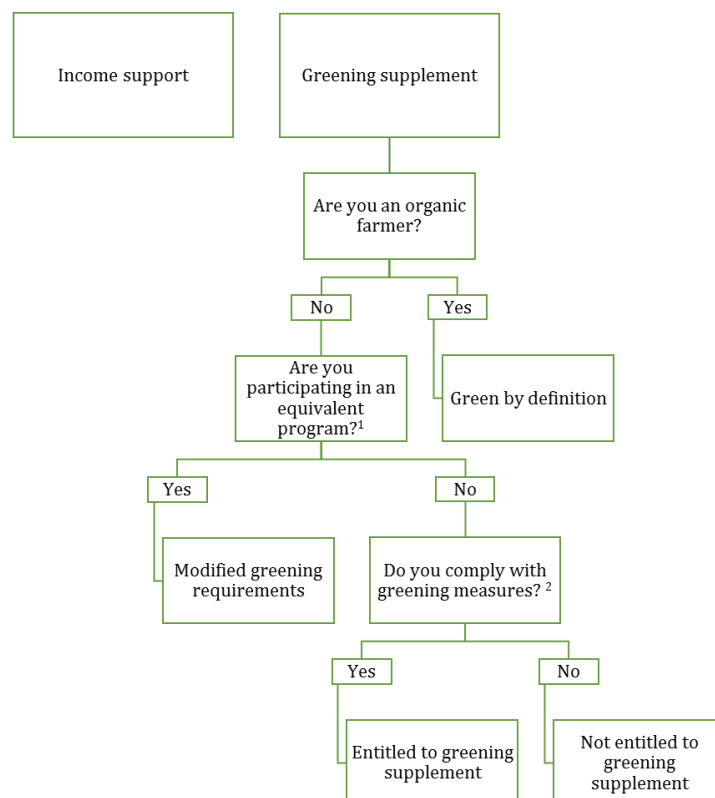 Income support
Greening supplement
Are you an organic
farmer?
No
Yes
Are you
participating in an
equivalent
program?¹
Green by definition
Yes
No
Modified greening
requirements
Do you comply with
greening measures? ²
Yes
No
Entitled to greening
supplement
Not entitled to
greening
supplement